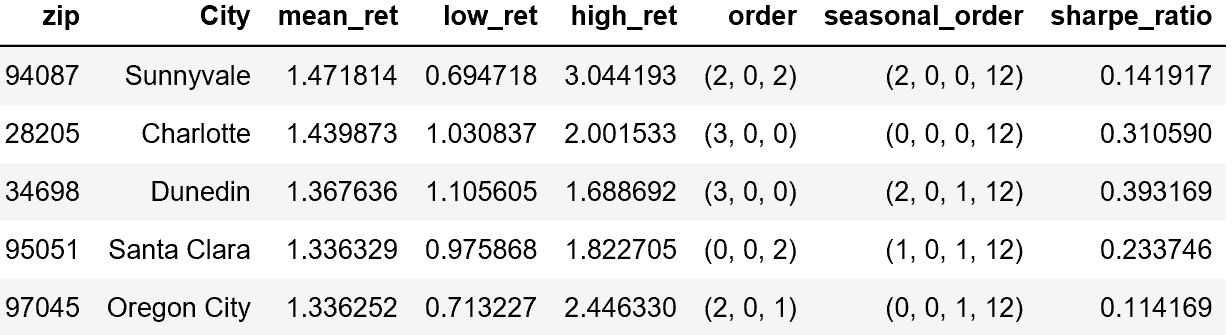 zip City mean_ret low_ret high_ret order seasonal_order sharpe_ratio
94087 Sunnyvale 1.471814 0.694718 3.044193 (2, 0, 2) (2, 0, 0, 12) 0.141917
28205 Charlotte 1.439873 1.030837 2.001533 (3, 0, 0) (0, 0, 0, 12) 0.310590
34698 Dunedin 1.367636 1.105605 1.688692 (3, 0, 0) (2, 0, 1, 12) 0.393169
95051 Santa Clara 1.336329 0.975868 1.822705 (0, 0, 2) (1, 0, 1, 12) 0.233746
97045 Oregon City 1.336252 0.713227 2.446330 (2, 0, 1) (0, 0, 1, 12) 0.114169